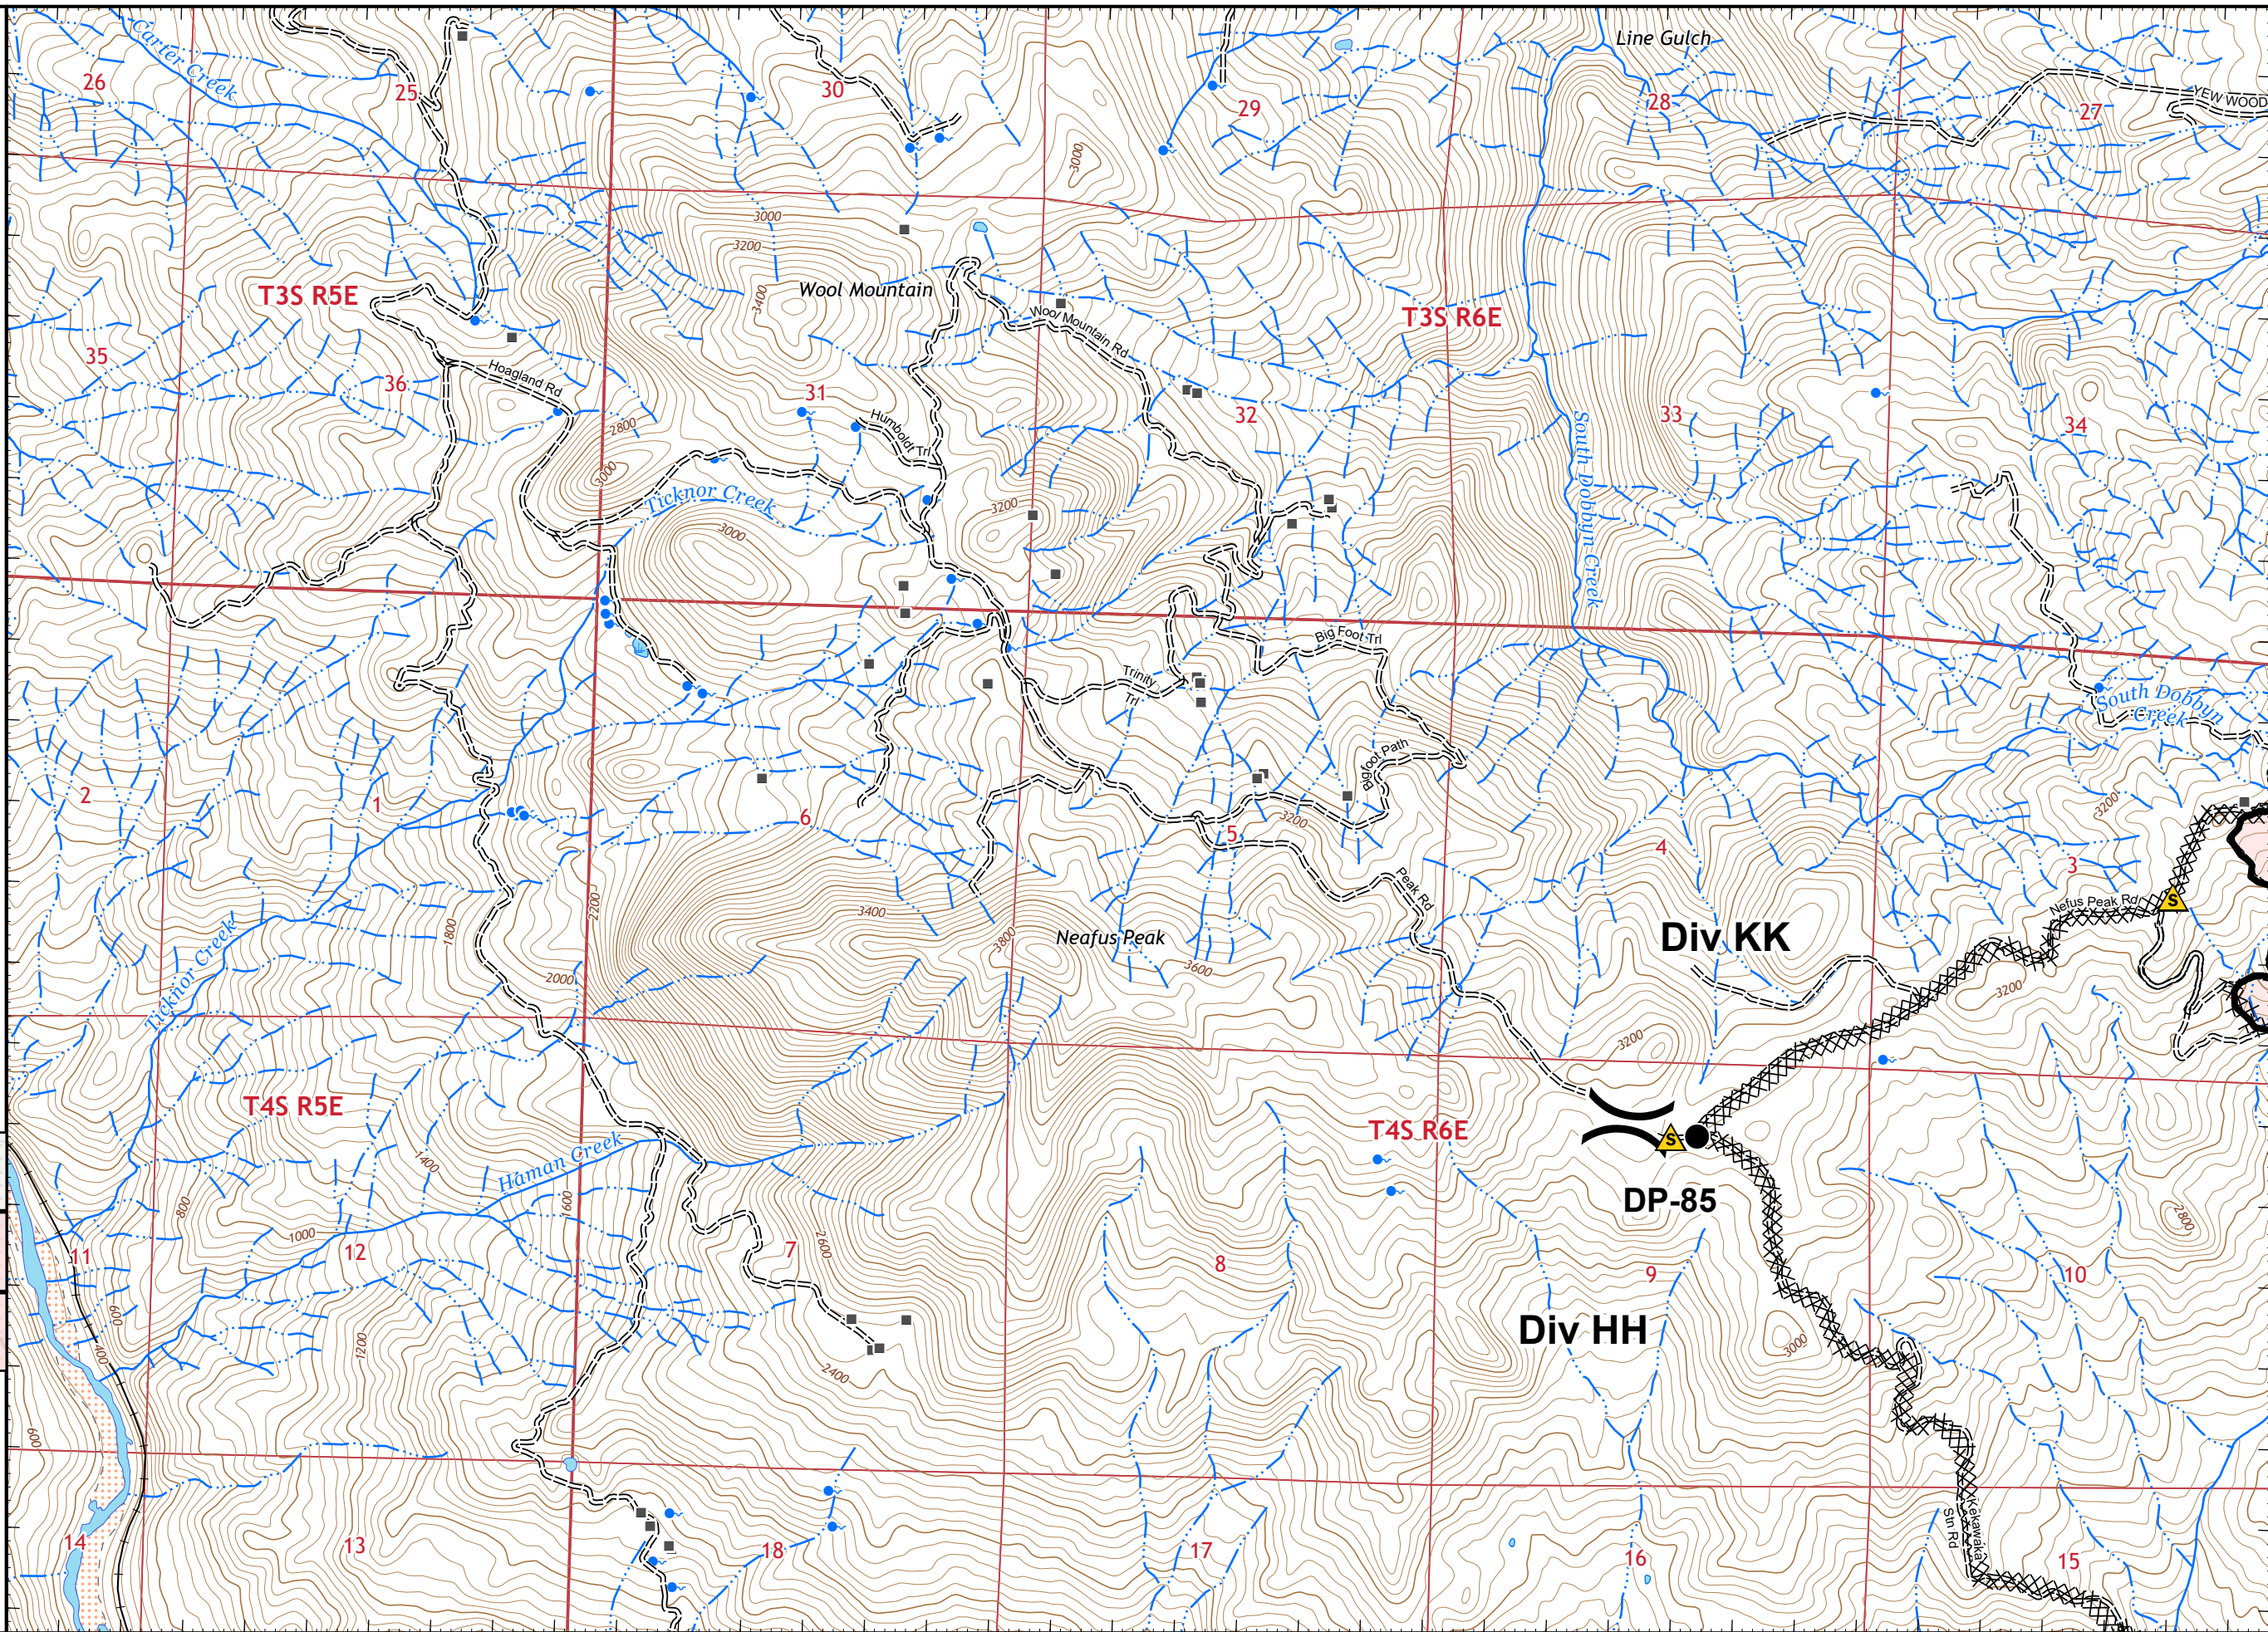 Line Gulch
Carter Creek
26
25
30
29
28
27
YEW WOOD
3000
3000
3200
3400
Wool Mountain
T3S R5E
T3S R6E
Wool Mountain Rd
35
36
Hoagland Rd
31
32
33
34
2800
Humboldt Trl
3000
Ticknor Creek
3200
3000
South Dobbyn Creek
Big Foot Trl
Trinity
Trl
South Dobbyn
Creek
Bigfoot Path
2
1
6
5
3200
4
3
3200
Peak Rd
Nefus Peak Rd
S
2200
3400
1800
3800
Neafus Peak
3600
Div KK
2000
3200
Ticknor Creek
3200
T4S R5E
T4S R6E
S
Haman Creek
1400
DP-85
800
1600
1000
2800
11
12
7
2600
8
9
10
600
400
1200
Div HH
3000
2400
600
14
13
18
17
16
15
Kekawaka
Stn Rd